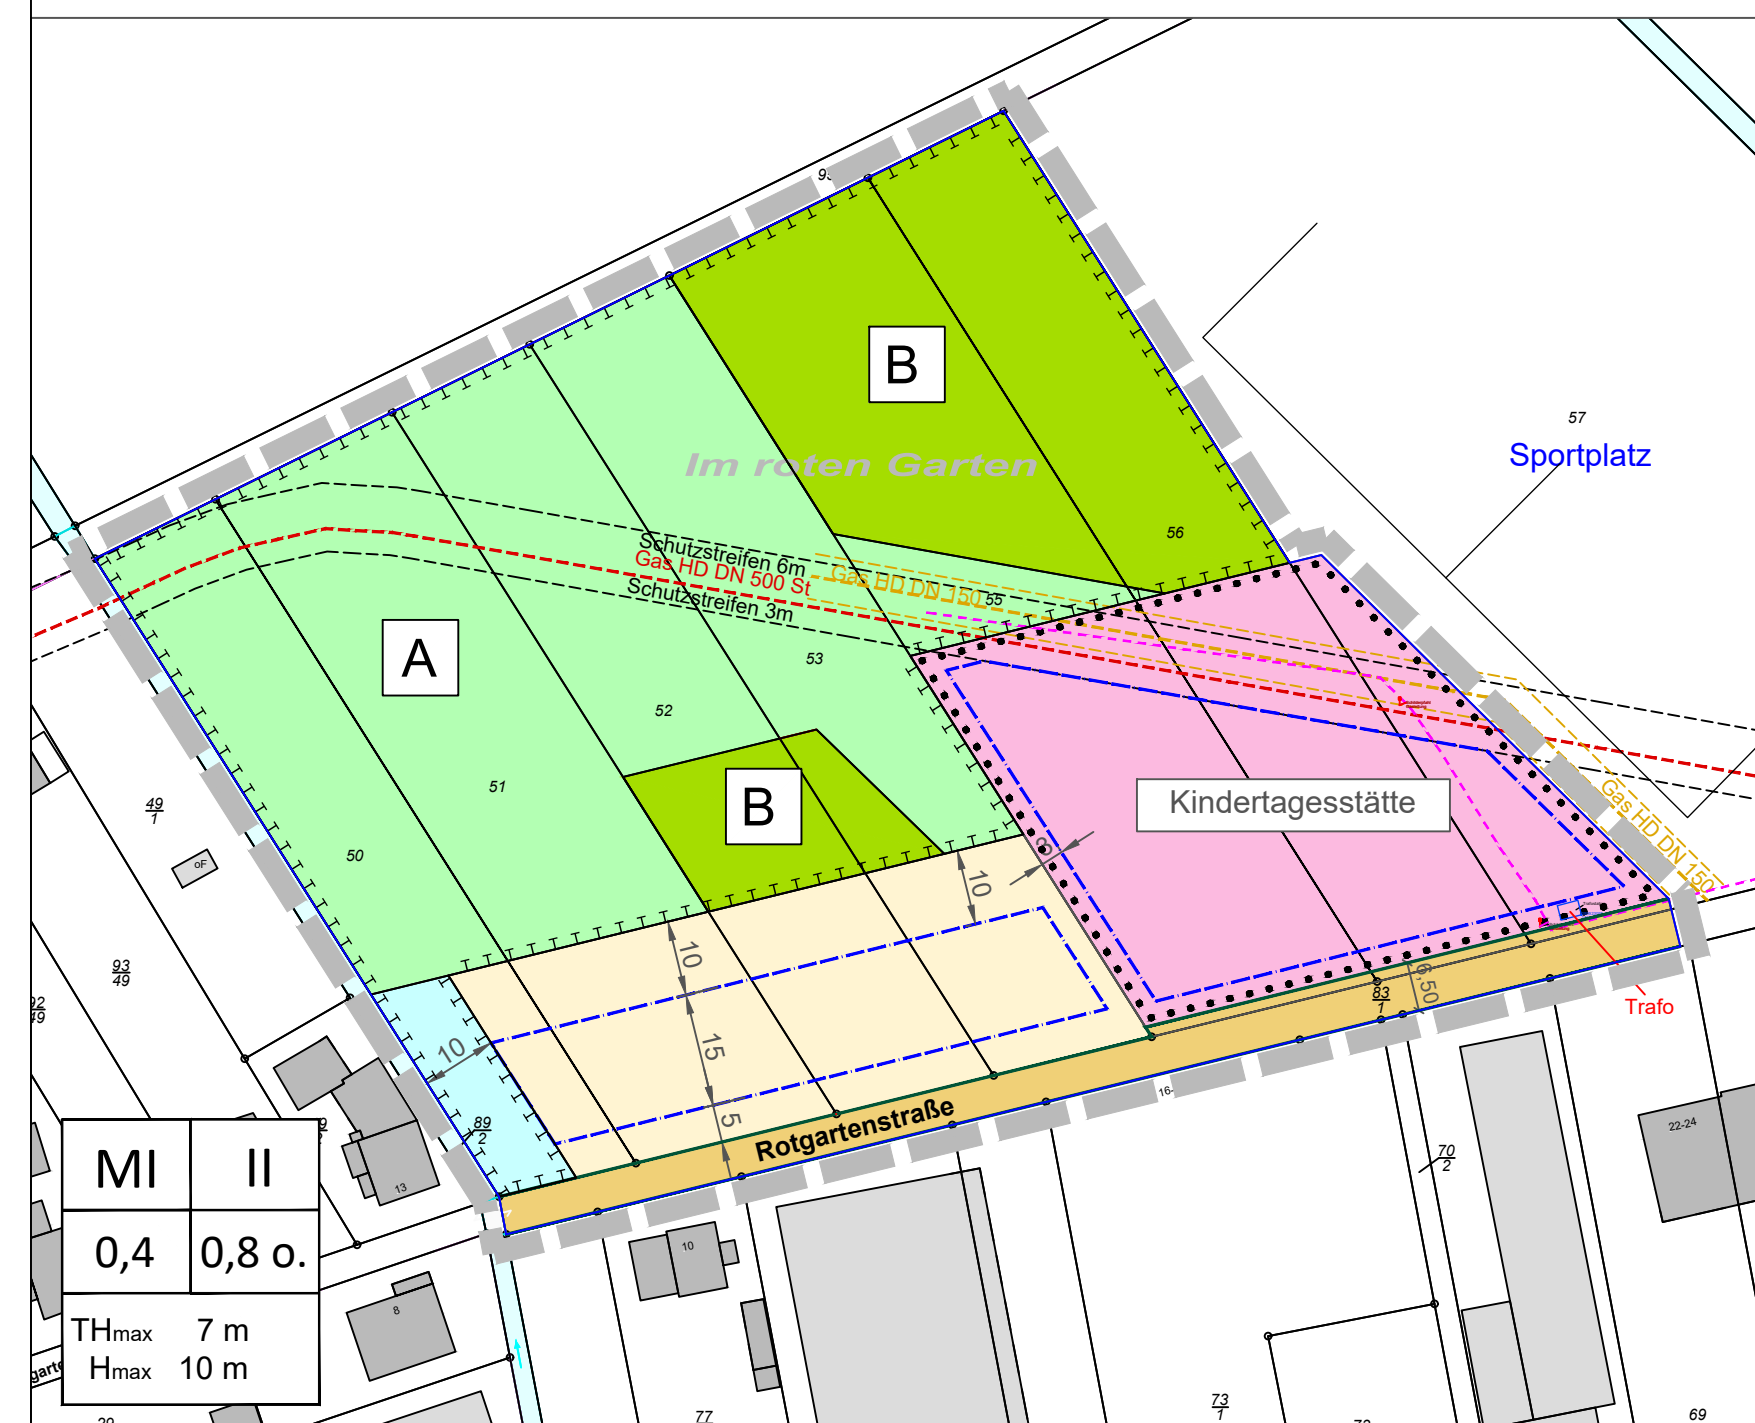 B
57
Sportplatz
Im roten Garten
56
Schutzstreifen 6m
Gas HD DN 500 St
Gas HD DN 150
55
Schutzstreifen 3m
A
53
52
51
50
B
Kindertagesstätte
8
10
10
15
5
10
6,50
Gas HD DN 150
49
1
oF
93
49
89
2
83
1
Trafo
Rotgartenstraße
16-
70
2
22-24
13
10
8
MI II
0,4 0,8 o.
THmax 7 m
Hmax 10 m
77
73
1
69